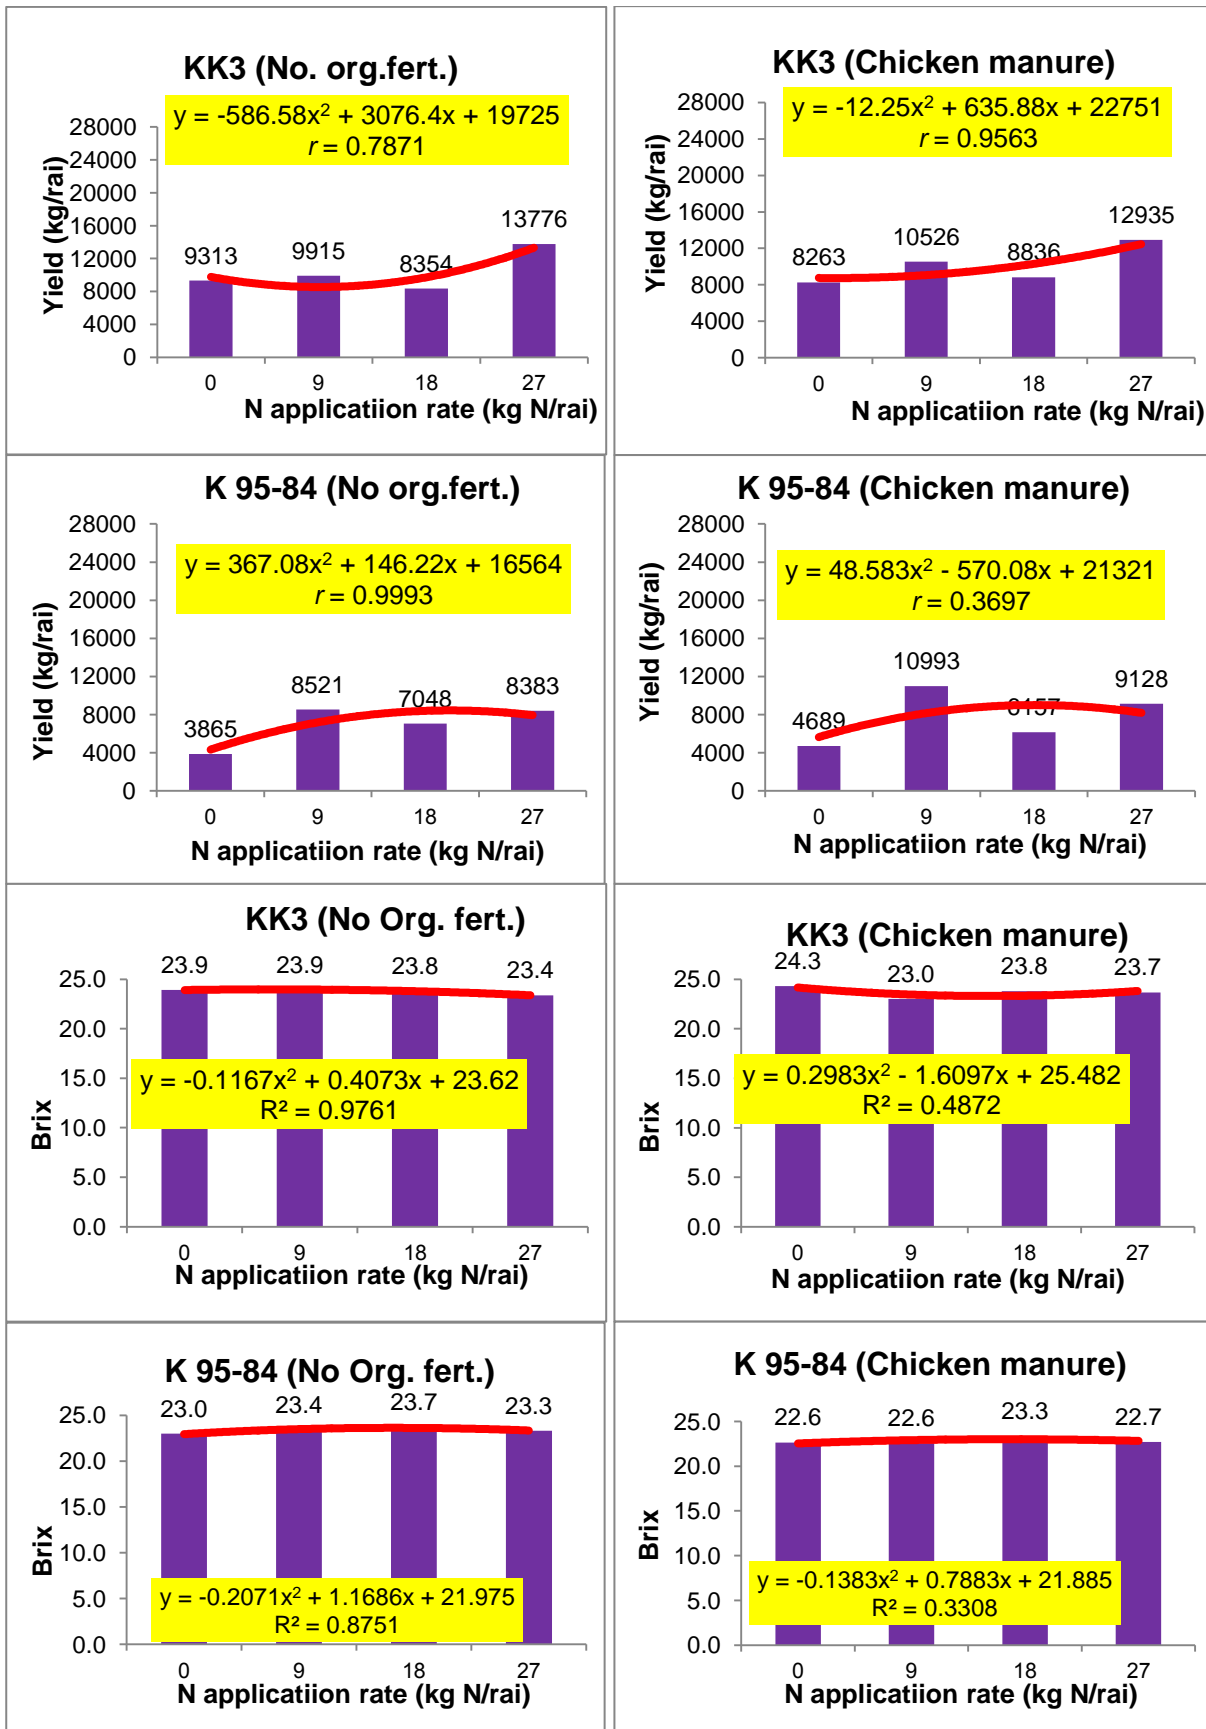 KK3 (No. org.fert.)
y = -586.58x² + 3076.4x + 19725
r = 0.7871
28000
24000
20000
16000
12000
8000
4000
0
Yield (kg/rai)
9313
9915
8354
13776
0 9 18 27
N applicatiion rate (kg N/rai)
KK3 (Chicken manure)
y = -12.25x² + 635.88x + 22751
r = 0.9563
28000
24000
20000
16000
12000
8000
4000
0
Yield (kg/rai)
8263
10526
8836
12935
0 9 18 27
N applicatiion rate (kg N/rai)
K 95-84 (No org.fert.)
y = 367.08x² + 146.22x + 16564
r = 0.9993
28000
24000
20000
16000
12000
8000
4000
0
Yield (kg/rai)
3865
8521
7048
8383
0 9 18 27
N applicatiion rate (kg N/rai)
K 95-84 (Chicken manure)
y = 48.583x² - 570.08x + 21321
r = 0.3697
28000
24000
20000
16000
12000
8000
4000
0
Yield (kg/rai)
4689
10993
6157
9128
0 9 18 27
N applicatiion rate (kg N/rai)
KK3 (No Org. fert.)
23.9 23.9 23.8 23.4
25.0
20.0
15.0
10.0
5.0
0.0
Brix
y = -0.1167x² + 0.4073x + 23.62
R² = 0.9761
0 9 18 27
N applicatiion rate (kg N/rai)
KK3 (Chicken manure)
24.3 23.0 23.8 23.7
25.0
20.0
15.0
10.0
5.0
0.0
Brix
y = 0.2983x² - 1.6097x + 25.482
R² = 0.4872
0 9 18 27
N applicatiion rate (kg N/rai)
K 95-84 (No Org. fert.)
23.0 23.4 23.7 23.3
25.0
20.0
15.0
10.0
5.0
0.0
Brix
y = -0.2071x² + 1.1686x + 21.975
R² = 0.8751
0 9 18 27
N applicatiion rate (kg N/rai)
K 95-84 (Chicken manure)
22.6 22.6 23.3 22.7
25.0
20.0
15.0
10.0
5.0
0.0
Brix
y = -0.1383x² + 0.7883x + 21.885
R² = 0.3308
0 9 18 27
N applicatiion rate (kg N/rai)